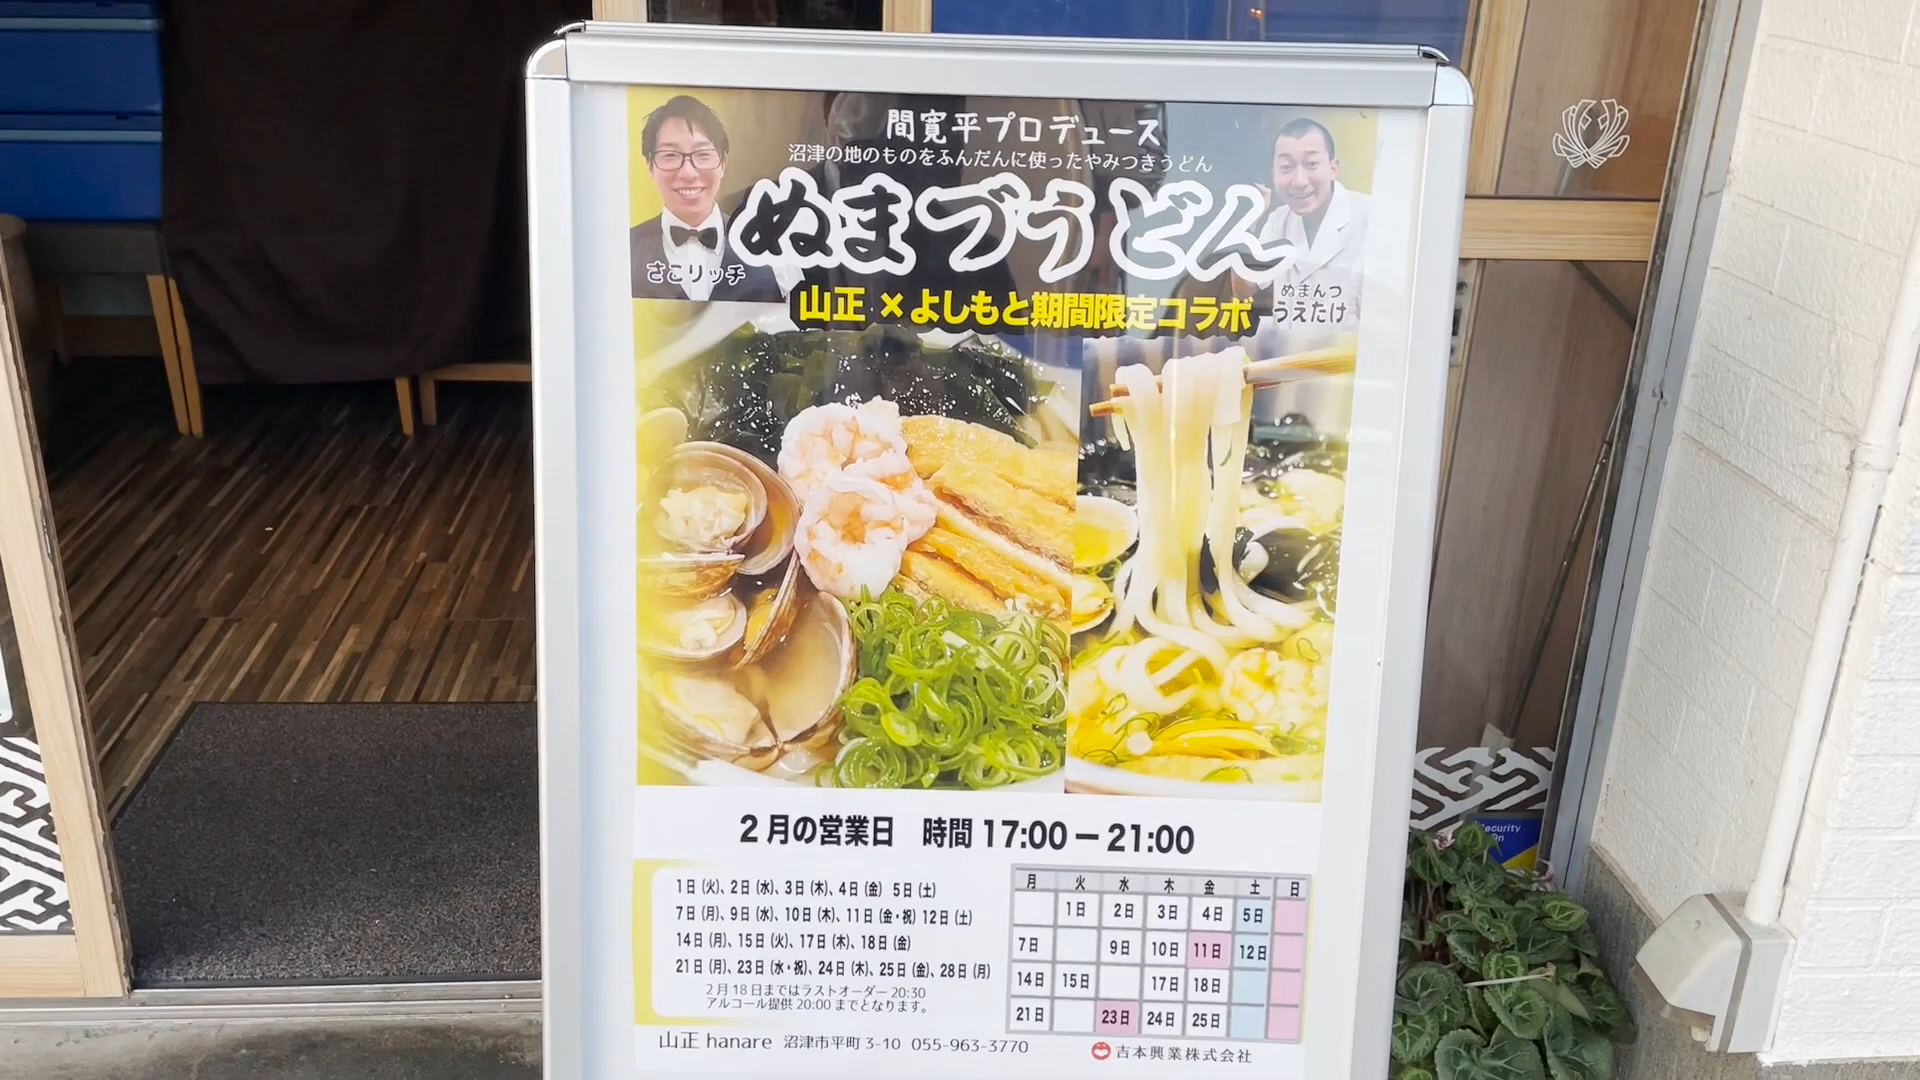 間寛平プロデュース
沼津の地のものをふんだんに使ったやみつきうどん
ぬまづうどん
さこリッチ
ぬまんつ
うえたけ
山正 × よしもと期間限定コラボ
2月の営業日 時間 17:00 ー 21:00
1日 (火)、2日 (水)、3日 (木)、4日 (金) 5日 (土)
7日 (月)、9日 (水)、10日 (木)、11日 (金・祝) 12日 (土)
14日 (月)、15日 (火)、17日 (木)、18日 (金)
21日 (月)、23日 (水・祝)、24日 (木)、25日 (金)、28日 (月)
2月18日まではラストオーダー 20:30
アルコール提供 20:00 までとなります。
月 火 水 木 金 土 日
1日 2日 3日 4日 5日
7日 9日 10日 11日 12日
14日 15日 17日 18日
21日 23日 24日 25日
山正 hanare 沼津市平町 3-10 055-963-3770
吉本興業株式会社